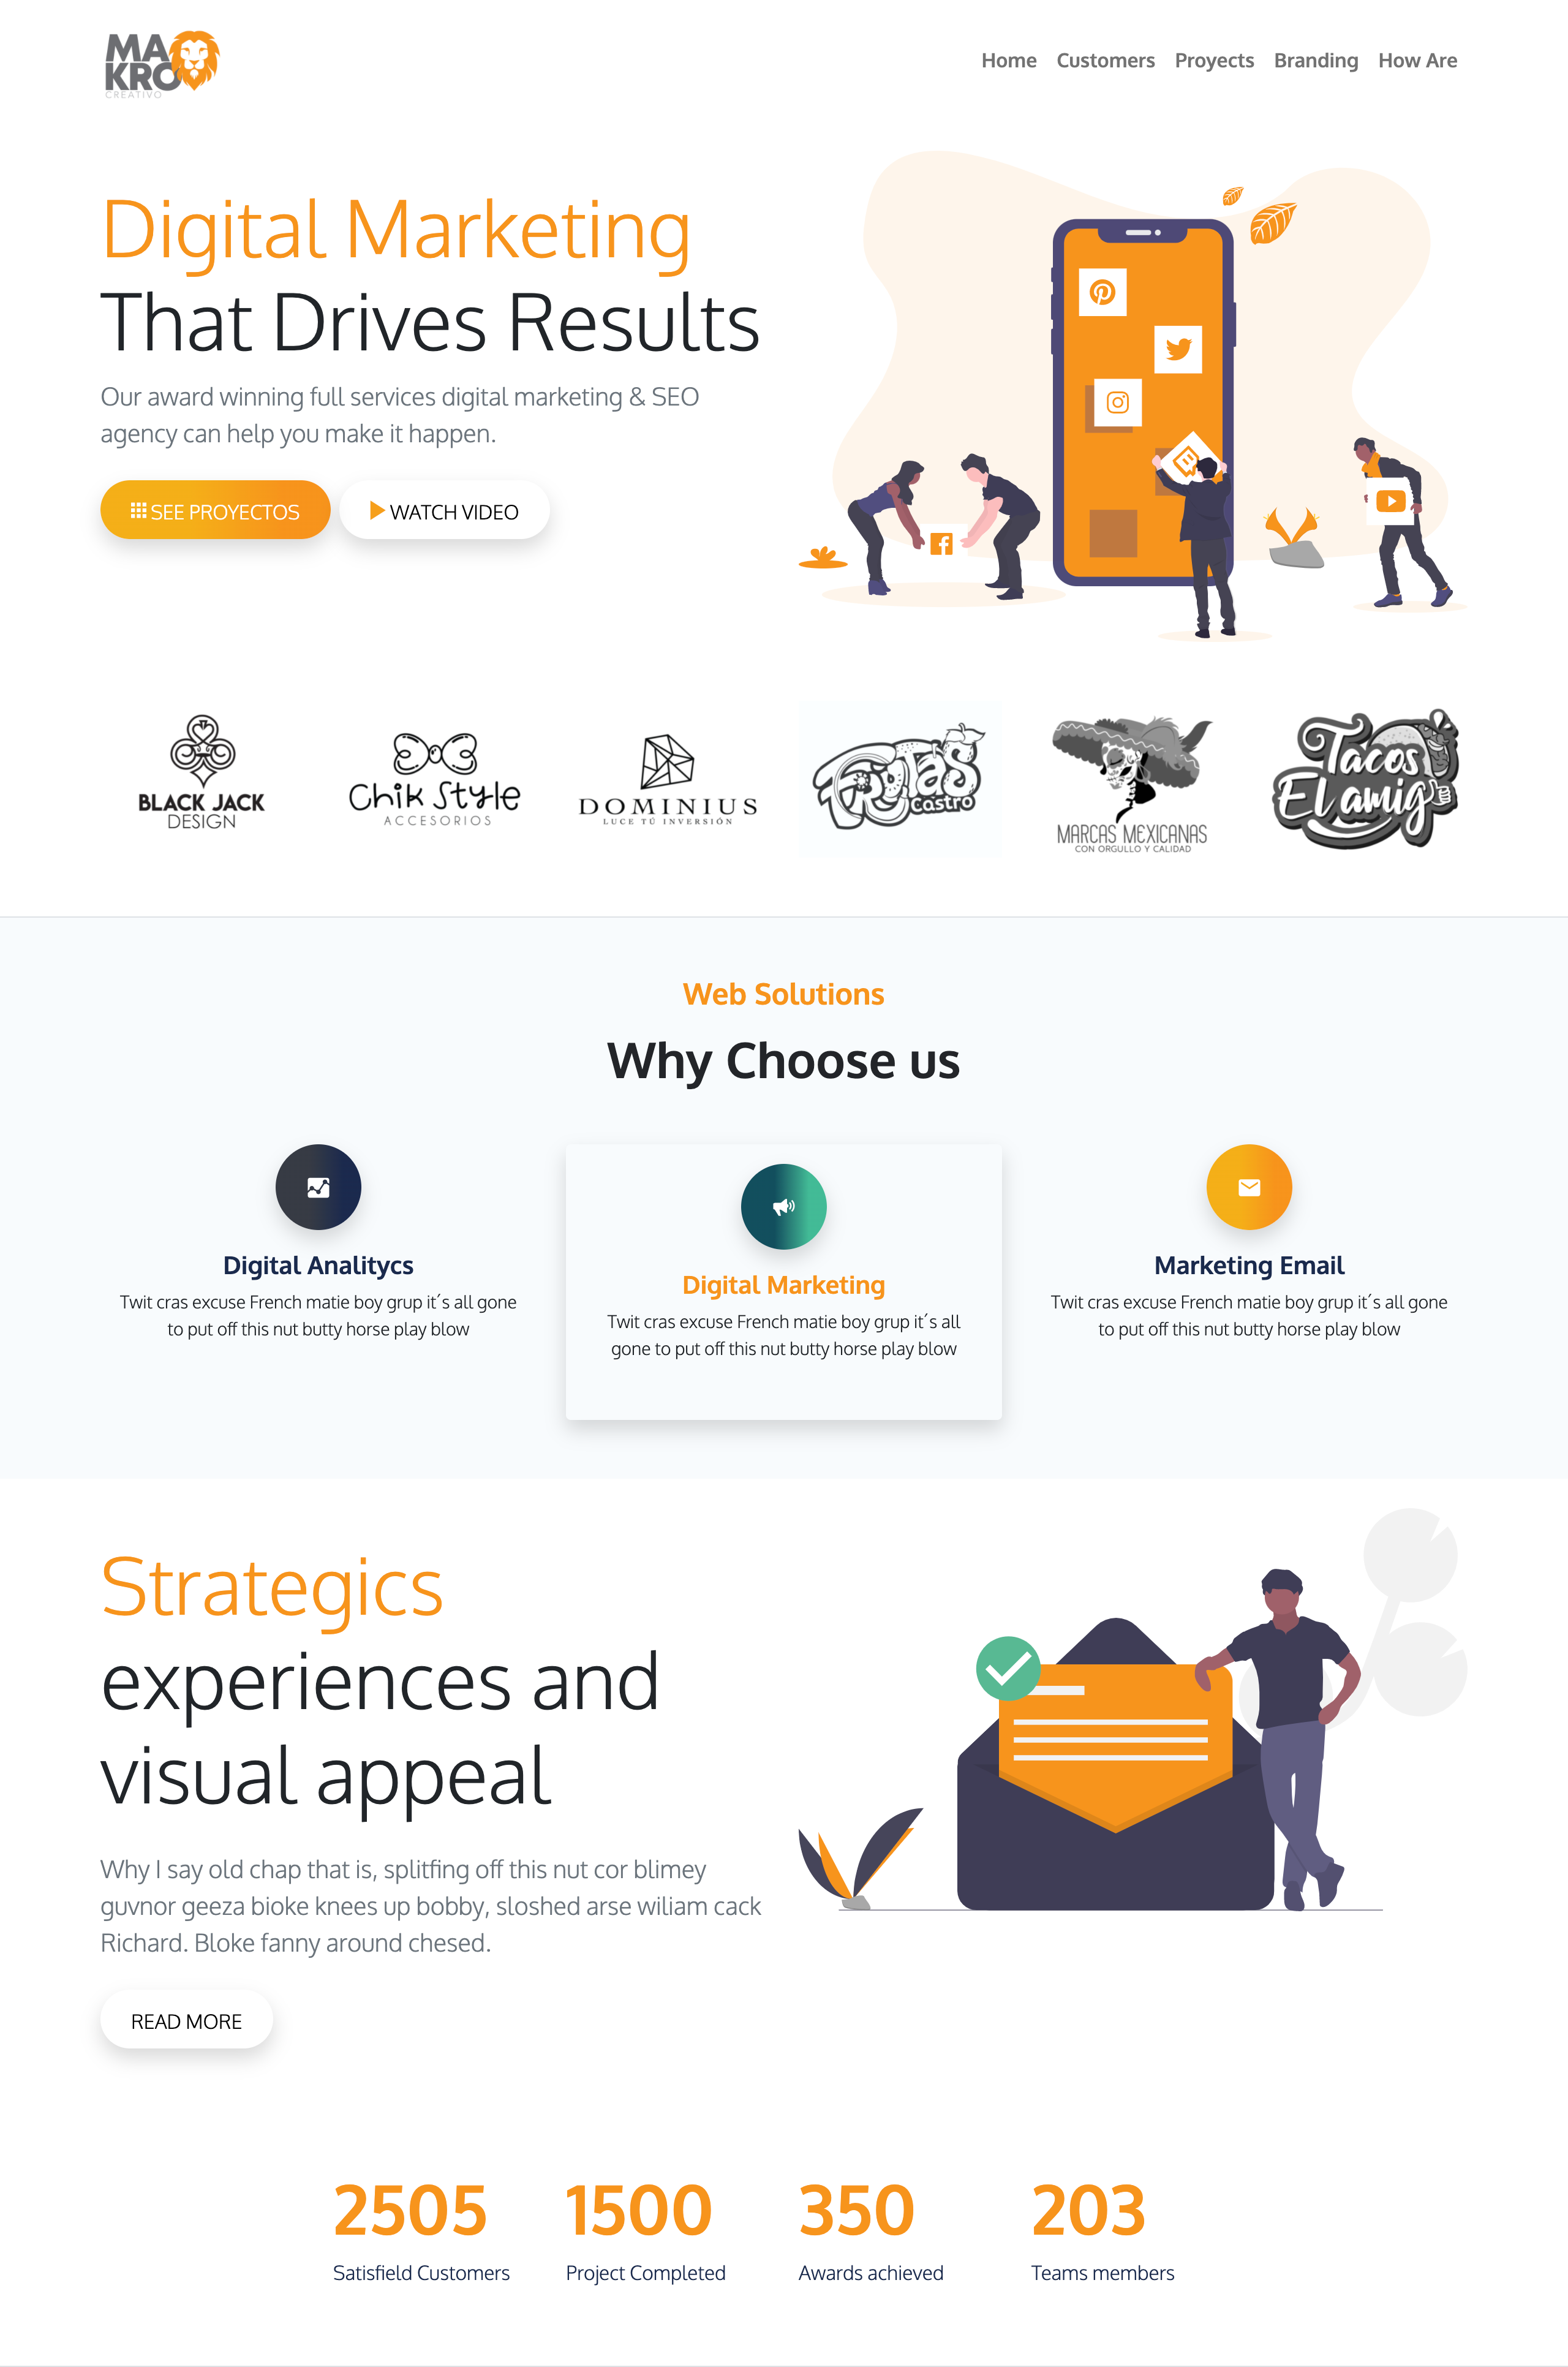 MA
KRO
CREATIVO
Home Customers Proyects Branding How Are
Digital Marketing
That Drives Results
Our award winning full services digital marketing & SEO
agency can help you make it happen.
SEE PROYECTOS WATCH VIDEO
BLACK JACK
DESIGN
Chik Style
ACCESORIOS
DOMINIUS
LUCE TÚ INVERSIÓN
FRUTAS
castro
MARCAS MEXICANAS
CON ORGULLO Y CALIDAD
Tacos
El amig
Web Solutions
Why Choose us
Digital Analitycs
Twit cras excuse French matie boy grup it´s all gone
to put off this nut butty horse play blow
Digital Marketing
Twit cras excuse French matie boy grup it´s all
gone to put off this nut butty horse play blow
Marketing Email
Twit cras excuse French matie boy grup it´s all gone
to put off this nut butty horse play blow
Strategics
experiences and
visual appeal
Why I say old chap that is, splitfing off this nut cor blimey
guvnor geeza bioke knees up bobby, sloshed arse wiliam cack
Richard. Bloke fanny around chesed.
READ MORE
2505 1500 350 203
Satisfield Customers Project Completed Awards achieved Teams members